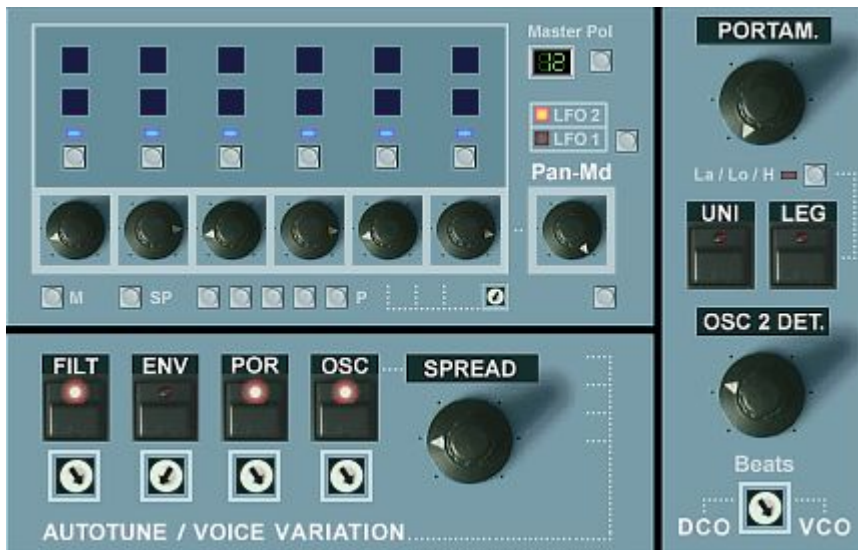 Master Pol
12
LFO 2
LFO 1
Pan-Md
M
SP
P
PORTAM.
La / Lo / H
UNI
LEG
OSC 2 DET.
Beats
DCO
VCO
FILT
ENV
POR
OSC
SPREAD
AUTOTUNE / VOICE VARIATION